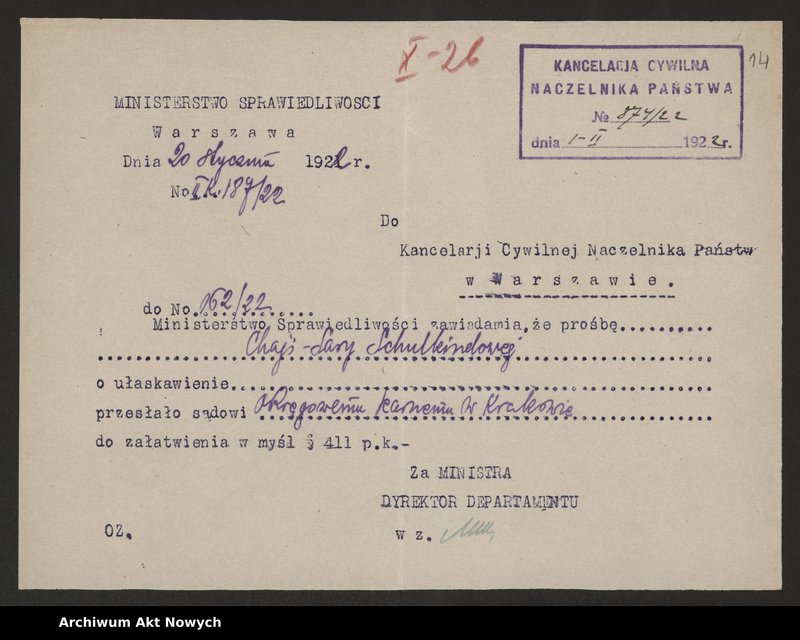 X-26
14
KANCELARJA CYWILNA
NACZELNIKA PAŃSTWA
№ 874/22
dnia 1-II 1922r.
MINISTERSTWO SPRAWIEDLIWOSCI
Warszawa
Dnia 20 stycznia 1922 r.
No II K. 187/22
Do
Kancelarji Cywilnej Naczelnika Państw
w Warszawie.
do No. 162/22
Ministerstwo Sprawiedliwości zawiadamia, że prośbę
Chaji-Sary Schulkindowej
o ułaskawienie
przesłało sądowi okręgowemu karnemu w Krakowie
do załatwienia w myśl § 411 p.k.-
Za MINISTRA
DYREKTOR DEPARTAMENTU
w z.
OZ.
Archiwum Akt Nowych